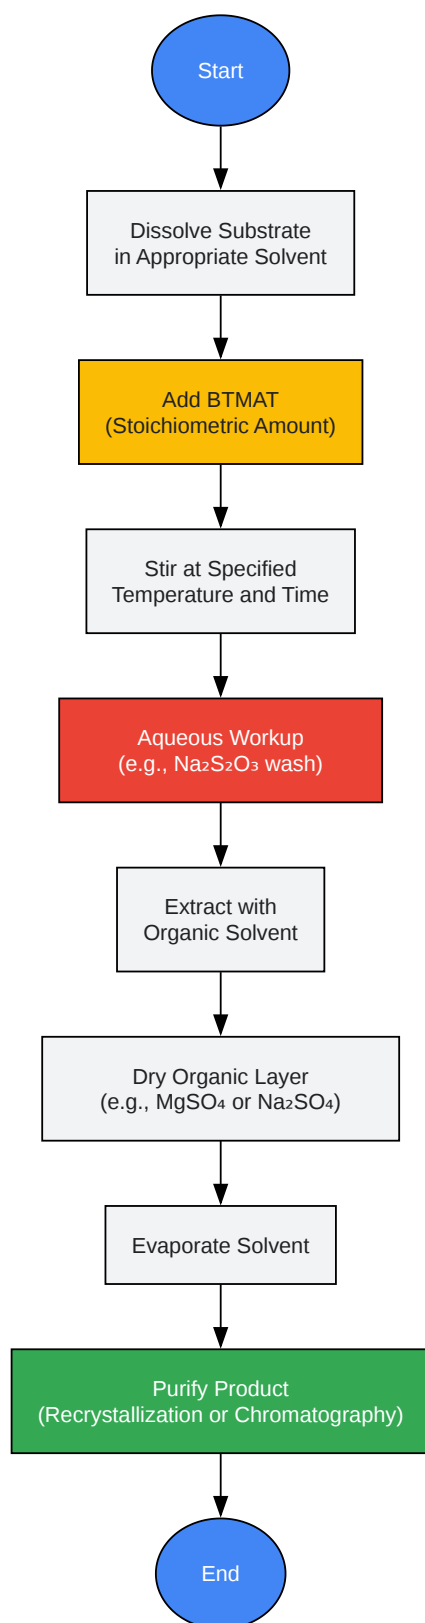 Start
Dissolve Substrate
in Appropriate Solvent
Add BTMAT
(Stoichiometric Amount)
Stir at Specified
Temperature and Time
Aqueous Workup
(e.g., Na₂S₂O₃ wash)
Extract with
Organic Solvent
Dry Organic Layer
(e.g., MgSO₄ or Na₂SO₄)
Evaporate Solvent
Purify Product
(Recrystallization or Chromatography)
End